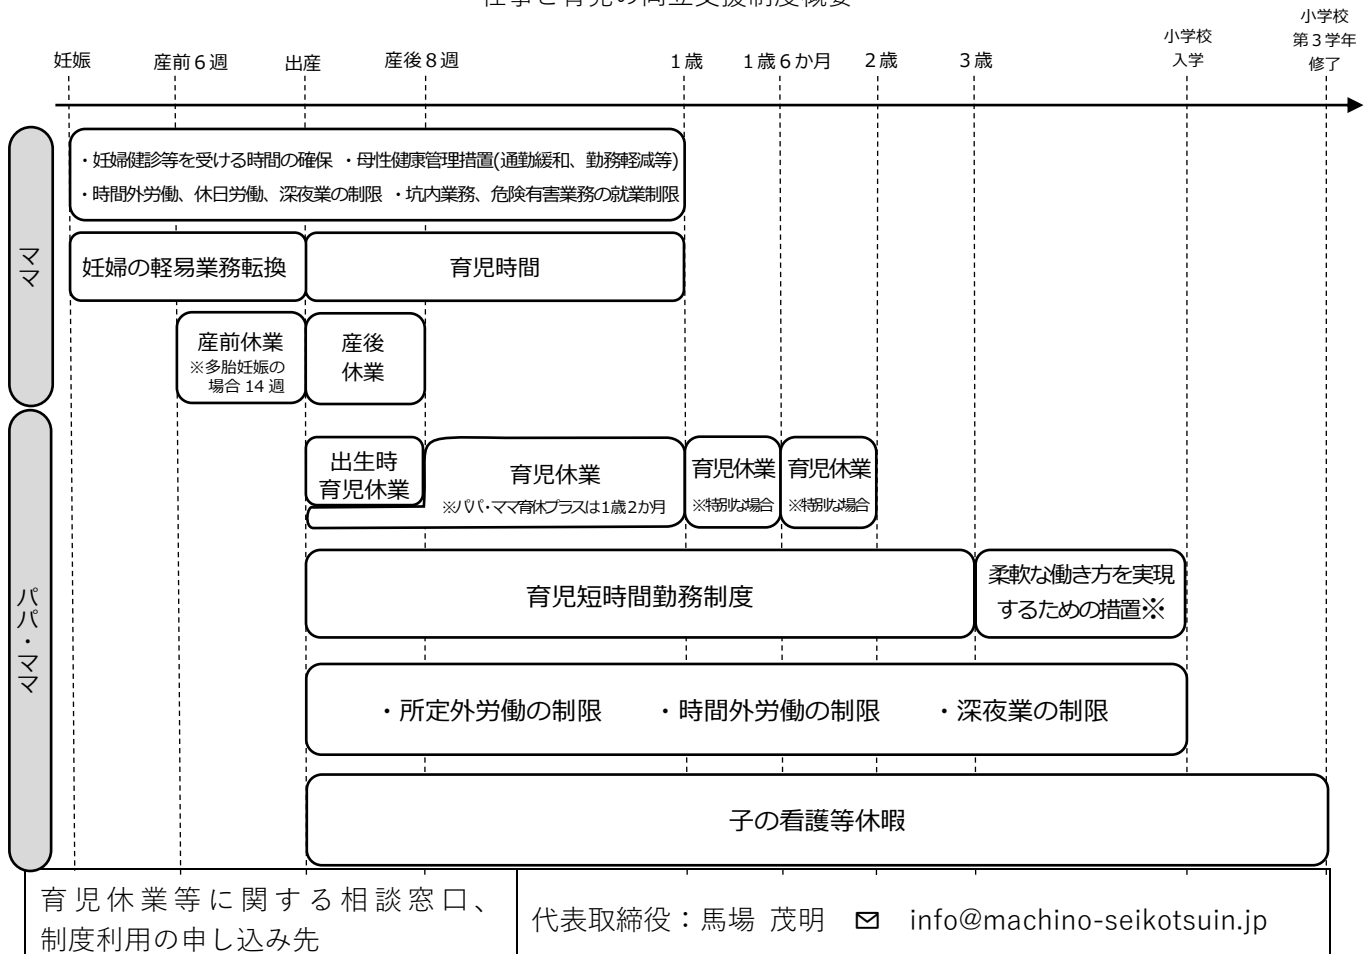 仕事と育児の両立支援制度概要
妊娠
産前６週
出産
産後８週
１歳
１歳６か月
２歳
３歳
小学校
入学
小学校
第３学年
修了
ママ
・妊婦健診等を受ける時間の確保 ・母性健康管理措置(通勤緩和、勤務軽減等)
・時間外労働、休日労働、深夜業の制限 ・坑内業務、危険有害業務の就業制限
妊婦の軽易業務転換
育児時間
産前休業
※多胎妊娠の
場合 14 週
産後
休業
パパ・ママ
出生時
育児休業
育児休業
※パパ・ママ育休プラスは１歳２か月
育児休業
※特別な場合
育児休業
※特別な場合
育児短時間勤務制度
柔軟な働き方を実現
するための措置※
・所定外労働の制限 ・時間外労働の制限 ・深夜業の制限
子の看護等休暇
育児休業等に関する相談窓口、
制度利用の申し込み先
代表取締役：馬場 茂明 ✉ info@machino-seikotsuin.jp